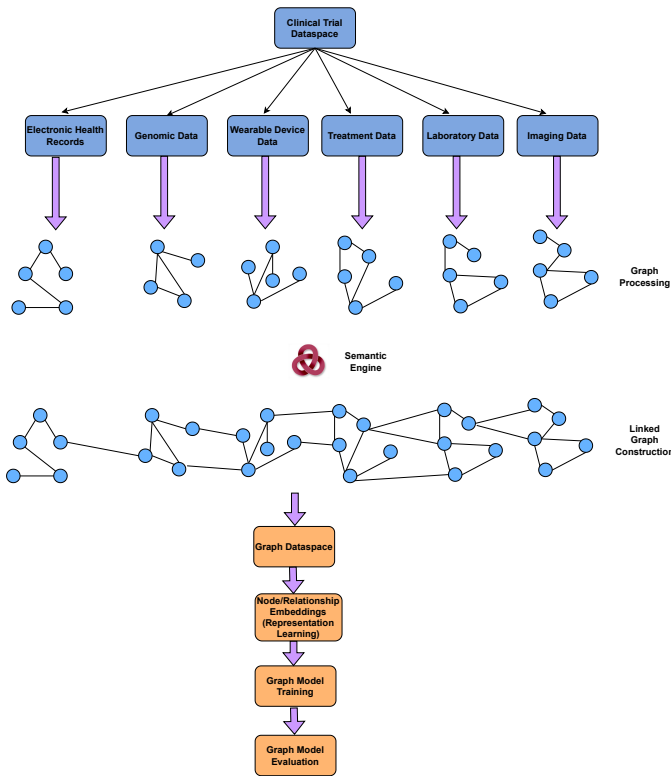 Clinical Trial
Dataspace
Electronic Health
Records
Genomic Data
Wearable Device
Data
Treatment Data
Laboratory Data
Imaging Data
Graph
Processing
Semantic
Engine
Linked
Graph
Construction
Graph Dataspace
Node/Relationship
Embeddings
(Representation
Learning)
Graph Model
Training
Graph Model
Evaluation